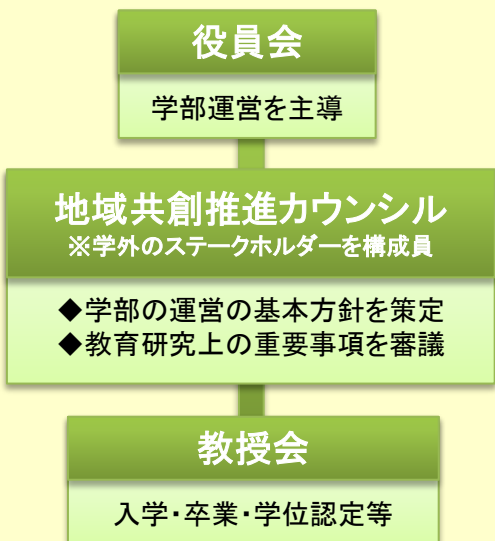 役員会
学部運営を主導
地域共創推進カウンシル
※学外のステークホルダーを構成員
◆学部の運営の基本方針を策定
◆教育研究上の重要事項を審議
教授会
入学・卒業・学位認定等